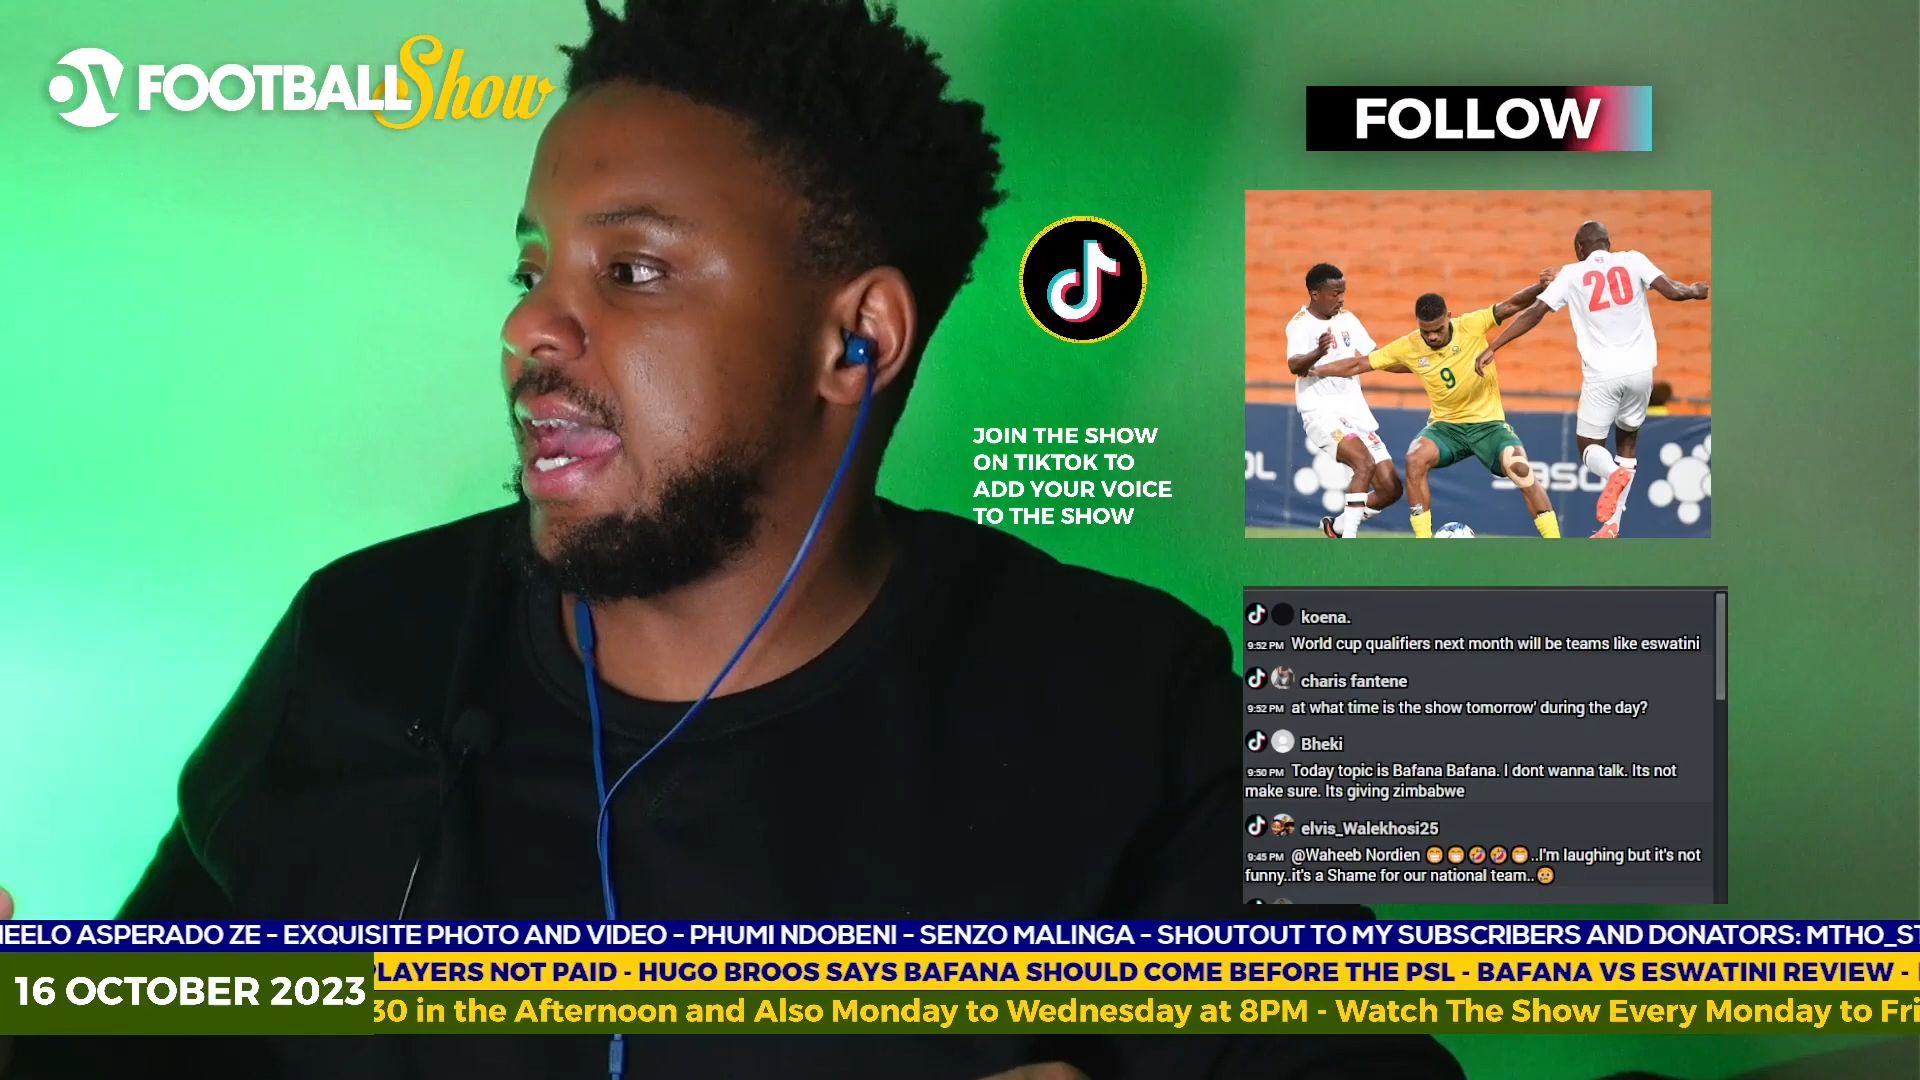 FOOTBALL Show
FOLLOW
20
9
SASOL
JOIN THE SHOW
ON TIKTOK TO
ADD YOUR VOICE
TO THE SHOW
koena.
9:52 PM World cup qualifiers next month will be teams like eswatini
charis fantene
9:52 PM at what time is the show tomorrow' during the day?
Bheki
9:50 PM Today topic is Bafana Bafana. I dont wanna talk. Its not
make sure. Its giving zimbabwe
elvis_Walekhosi25
9:45 PM @Waheeb Nordien 😁😁🤣🤣😁..I'm laughing but it's not
funny..it's a Shame for our national team..😢
HEELO ASPERADO ZE - EXQUISITE PHOTO AND VIDEO - PHUMI NDOBENI - SENZO MALINGA - SHOUTOUT TO MY SUBSCRIBERS AND DONATORS: MTHO_ST
16 OCTOBER 2023
PLAYERS NOT PAID - HUGO BROOS SAYS BAFANA SHOULD COME BEFORE THE PSL - BAFANA VS ESWATINI REVIEW -
30 in the Afternoon and Also Monday to Wednesday at 8PM - Watch The Show Every Monday to Fri